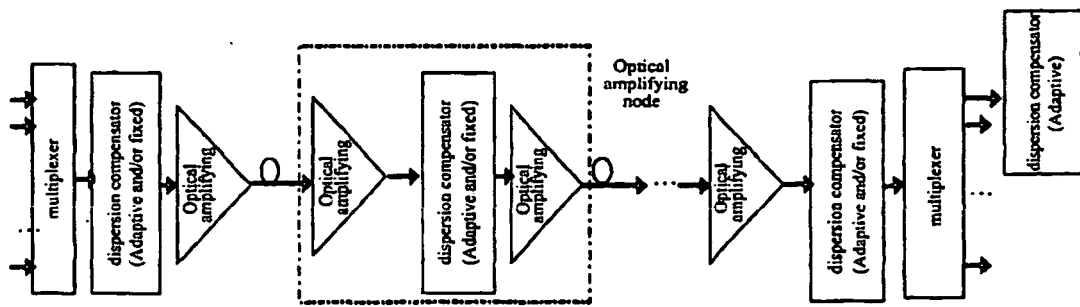 multiplexer
dispersion compensator
(Adaptive and/or fixed)
Optical
amplifying
Optical
amplifying
dispersion compensator
(Adaptive and/or fixed)
Optical
amplifying
Optical
amplifying
node
...
Optical
amplifying
dispersion compensator
(Adaptive and/or fixed)
multiplexer
...
dispersion compensator
(Adaptive)